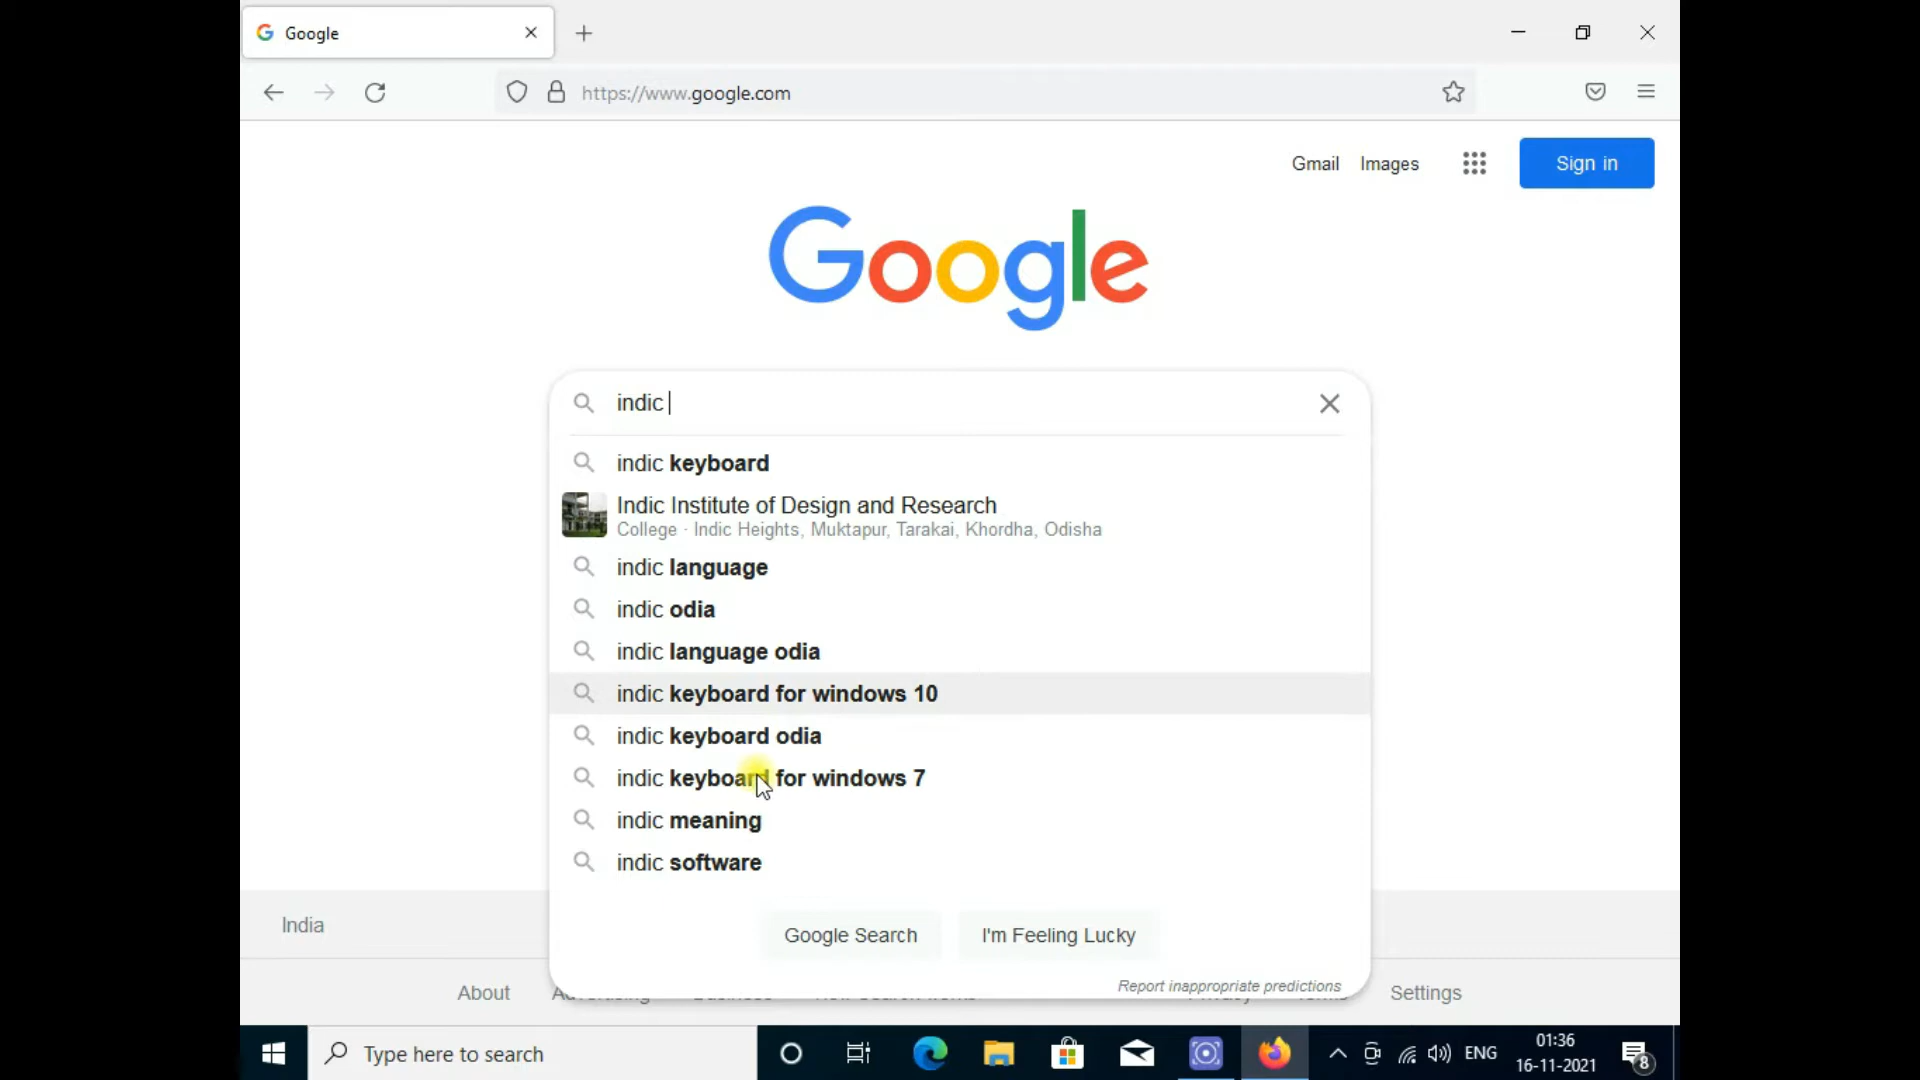 Google
https://www.google.com
Gmail Images Sign in
Google
indic
indic keyboard
Indic Institute of Design and Research
College · Indic Heights, Muktapur, Tarakai, Khordha, Odisha
indic language
indic odia
indic language odia
indic keyboard for windows 10
indic keyboard odia
indic keyboard for windows 7
indic meaning
indic software
India
Google Search I'm Feeling Lucky
Report inappropriate predictions
About Settings
Type here to search
ENG
01:36
16-11-2021
8